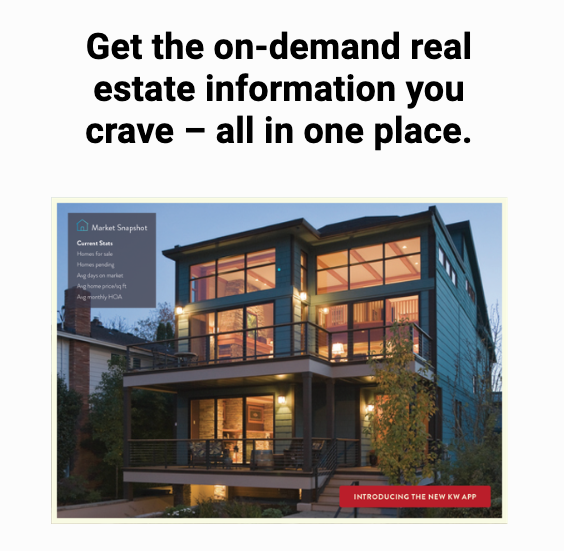 Get the on-demand real
estate information you
crave – all in one place.
Market Snapshot
Current Stats
Homes for sale
Homes pending
Avg days on market
Avg home price/sq ft
Avg monthly HOA
INTRODUCING THE NEW KW APP